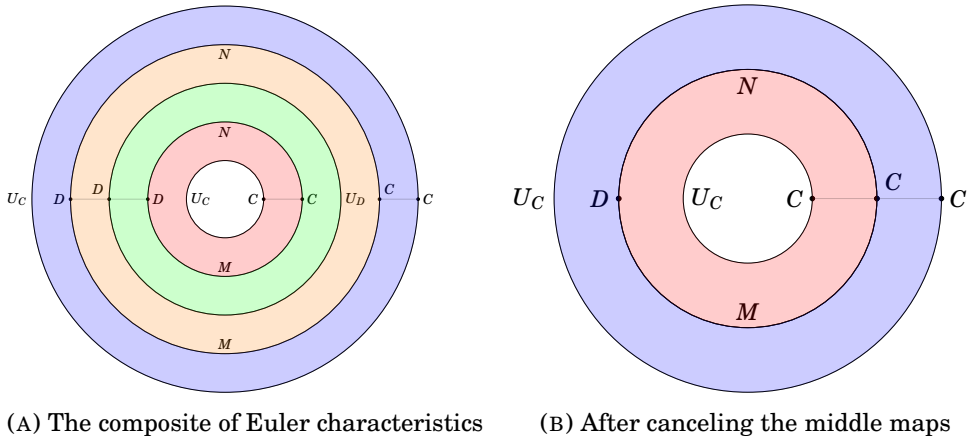 N
N
U_C D D D U_C C C U_D C C
M
M
(A) The composite of Euler characteristics
N
U_C D U_C C C C
M
(B) After canceling the middle maps